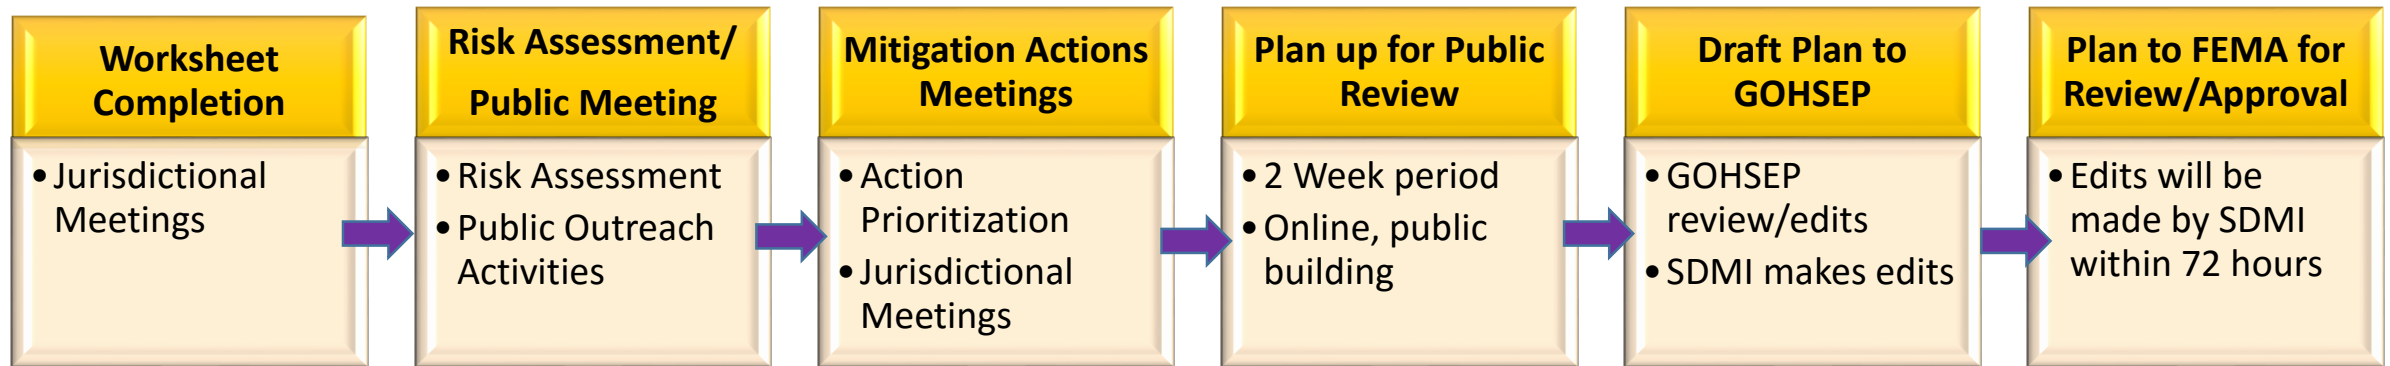 Worksheet
Completion
• Jurisdictional
Meetings
Risk Assessment/
Public Meeting
• Risk Assessment
• Public Outreach
Activities
Mitigation Actions
Meetings
• Action
Prioritization
• Jurisdictional
Meetings
Plan up for Public
Review
• 2 Week period
• Online, public
building
Draft Plan to
GOHSEP
• GOHSEP
review/edits
• SDMI makes edits
Plan to FEMA for
Review/Approval
• Edits will be
made by SDMI
within 72 hours